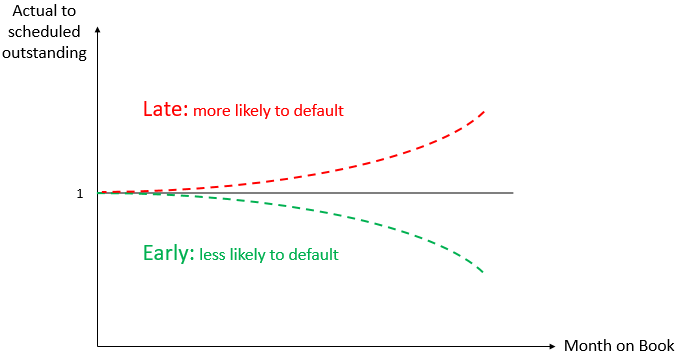 Actual to
scheduled
outstanding
Late: more likely to default
1
Early: less likely to default
Month on Book